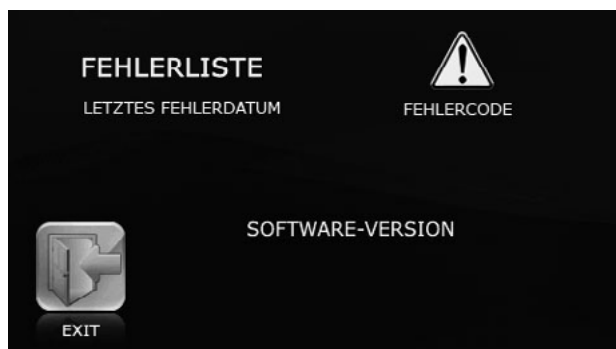 FEHLERLISTE
LETZTES FEHLERDATUM
FEHLERCODE
SOFTWARE-VERSION
EXIT